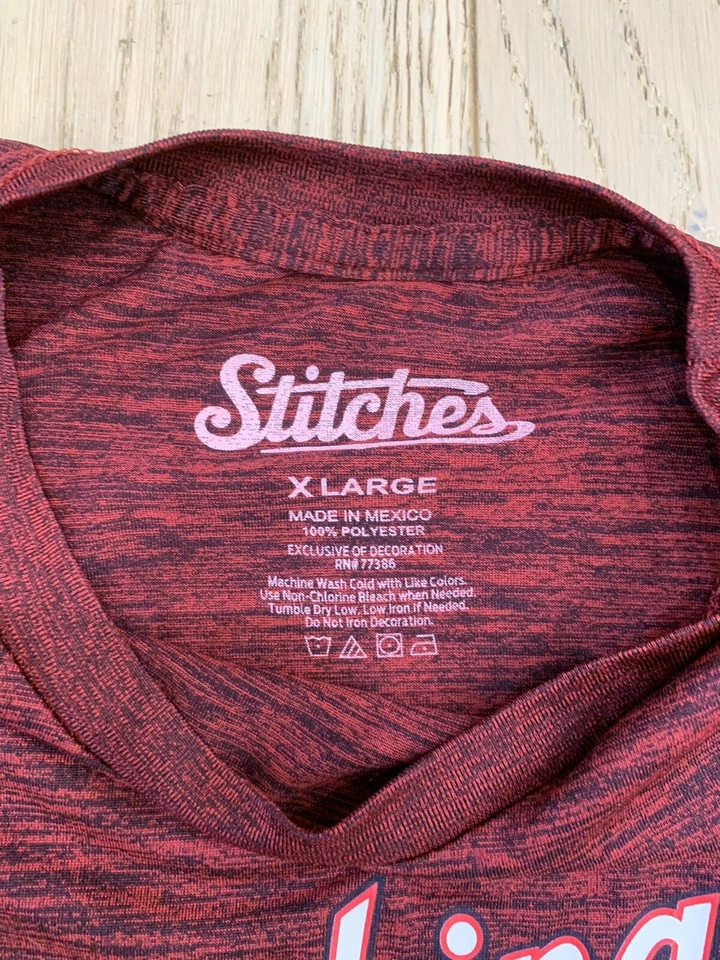 Stitches
X LARGE
MADE IN MEXICO
100% POLYESTER
EXCLUSIVE OF DECORATION
RN#77386
Machine Wash Cold with Like Colors.
Use Non-Chlorine Bleach when Needed.
Tumble Dry Low. Low Iron if Needed.
Do Not Iron Decoration.